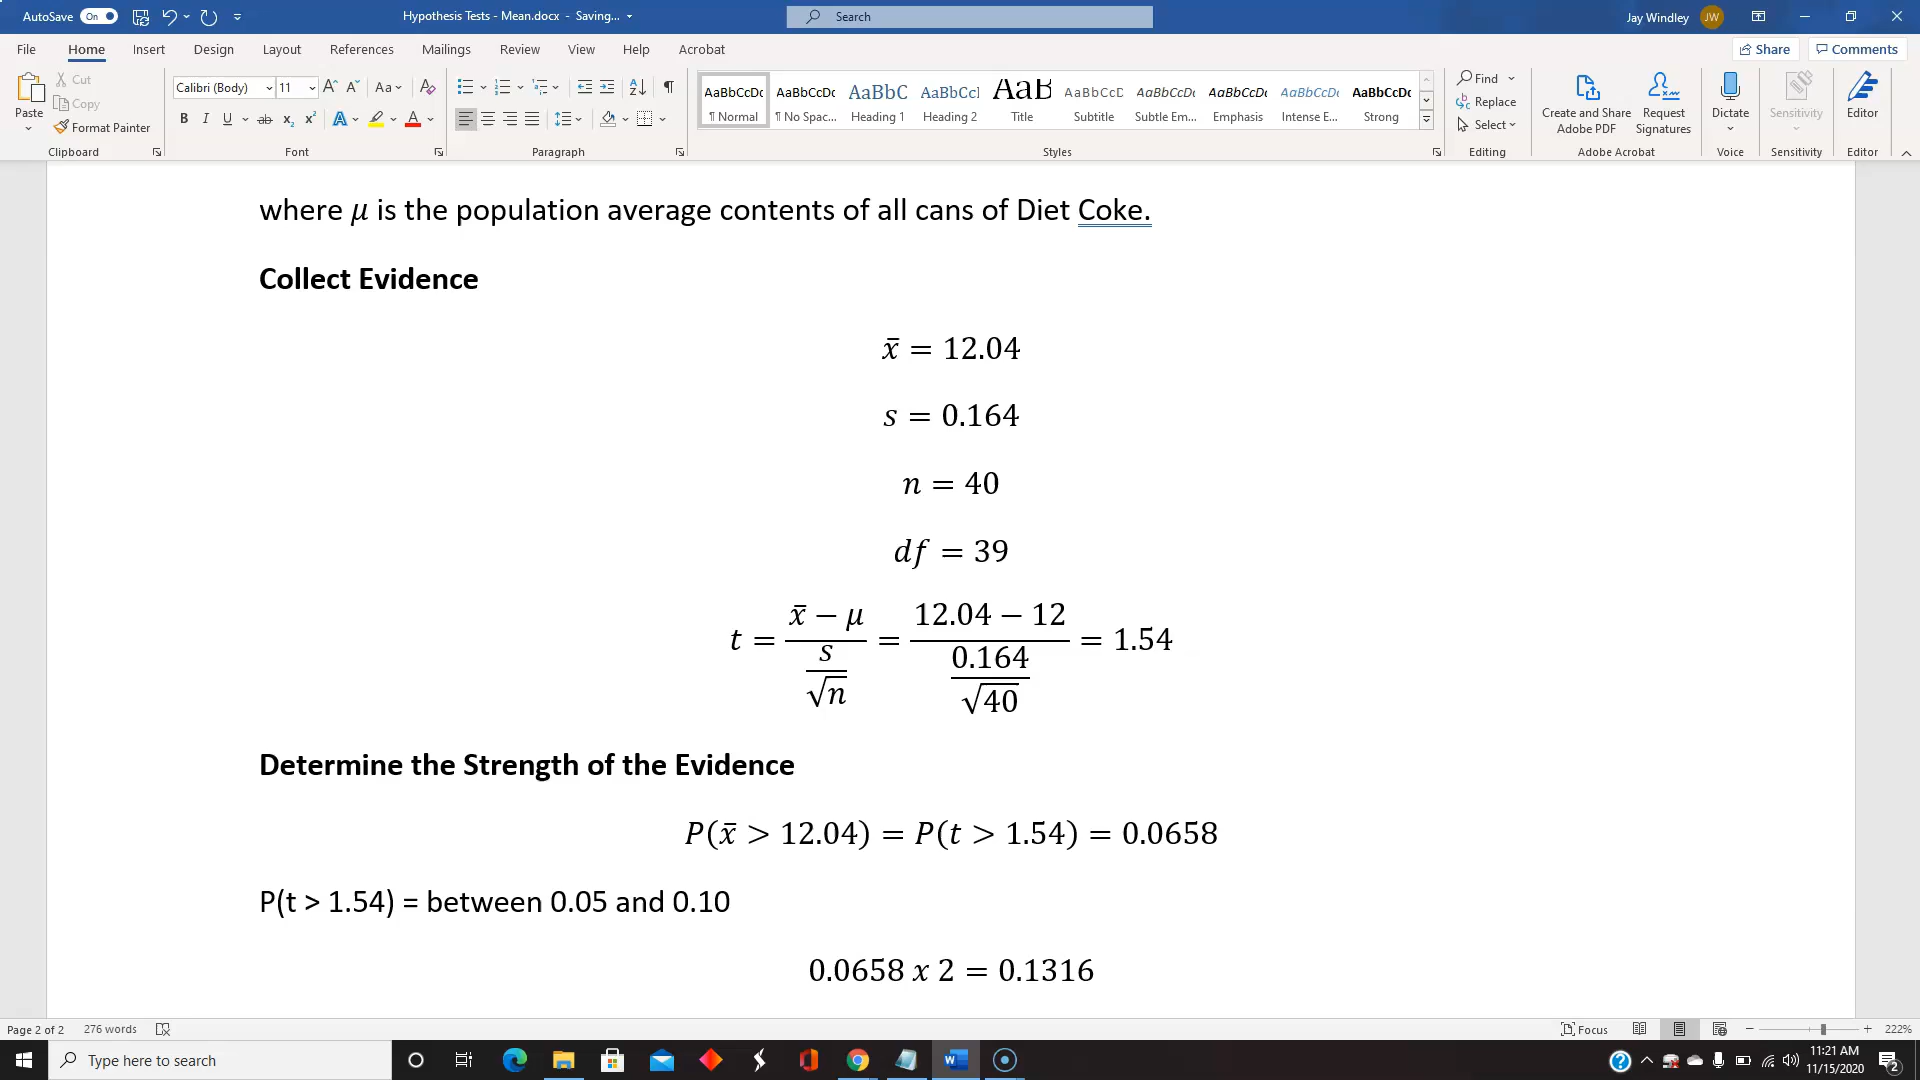 AutoSave On Hypothesis Tests - Mean.docx - Saving... Search Jay Windley JW
File Home Insert Design Layout References Mailings Review View Help Acrobat Share Comments
Paste Cut Copy Format Painter
Calibri (Body) 11 Aa
B I U ab x₂ x² A A
AaBbCcDc AaBbCcDc AaBbC AaBbCcI AaB AaBbCcD AaBbCcDc AaBbCcDc AaBbCcDc AaBbCcDc
¶ Normal ¶ No Spac... Heading 1 Heading 2 Title Subtitle Subtle Em... Emphasis Intense E... Strong
Find
Replace
Select
Create and Share Adobe PDF
Request Signatures
Dictate
Sensitivity
Editor
Clipboard Font Paragraph Styles Editing Adobe Acrobat Voice Sensitivity Editor
where μ is the population average contents of all cans of Diet Coke.
Collect Evidence
x̄ = 12.04
s = 0.164
n = 40
df = 39
t = (x̄ − μ)/(s/√n) = (12.04 − 12)/(0.164/√40) = 1.54
Determine the Strength of the Evidence
P(x̄ > 12.04) = P(t > 1.54) = 0.0658
P(t > 1.54) = between 0.05 and 0.10
0.0658 x 2 = 0.1316
Page 2 of 2 276 words Focus 222%
Type here to search
11:21 AM
11/15/2020
2